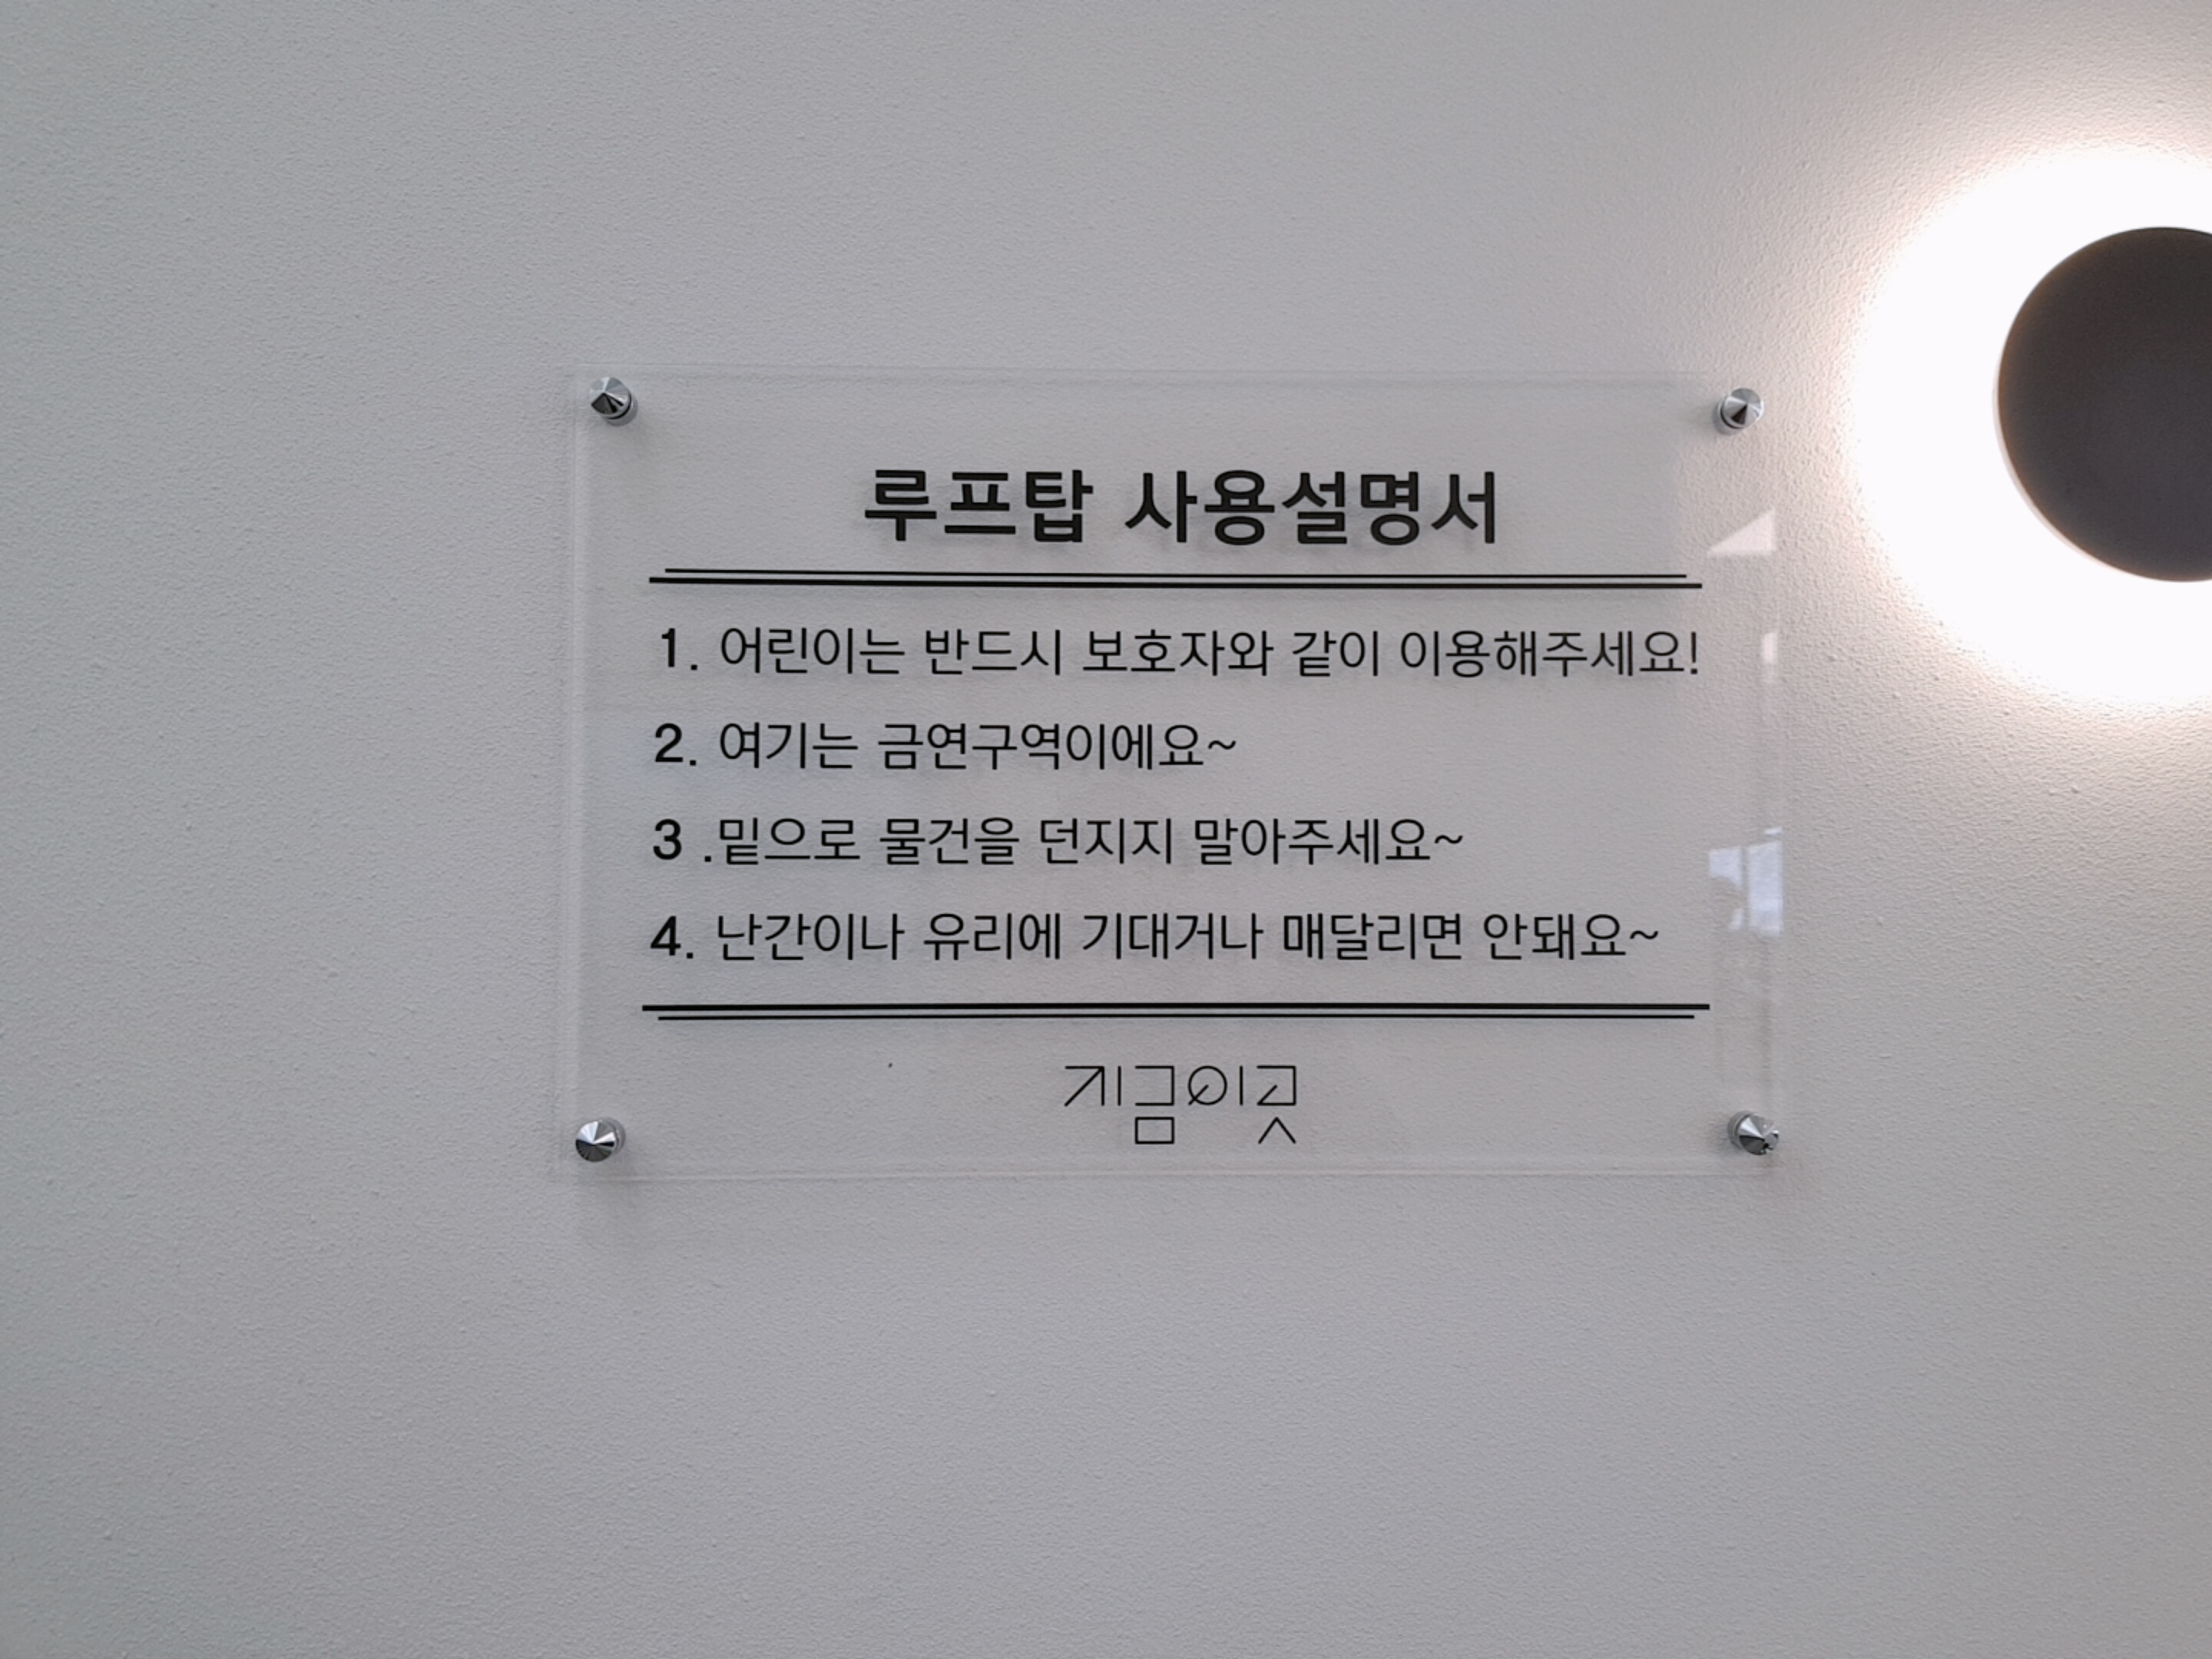 루프탑 사용설명서
1. 어린이는 반드시 보호자와 같이 이용해주세요!
2. 여기는 금연구역이에요~
3 .밑으로 물건을 던지지 말아주세요~
4. 난간이나 유리에 기대거나 매달리면 안돼요~
지금이곳